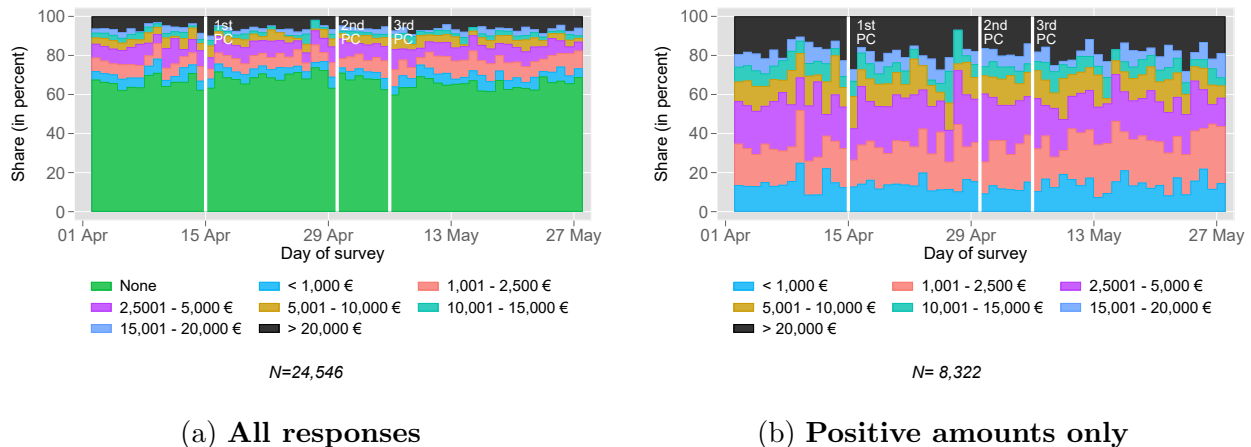 100
80
60
40
20
0
Share (in percent)
1st PC
2nd PC
3rd PC
01 Apr 15 Apr 29 Apr 13 May 27 May
Day of survey
None < 1,000 € 1,001 - 2,500 €
2,5001 - 5,000 € 5,001 - 10,000 € 10,001 - 15,000 €
15,001 - 20,000 € > 20,000 €
N=24,546
(a) All responses
100
80
60
40
20
0
Share (in percent)
1st PC
2nd PC
3rd PC
01 Apr 15 Apr 29 Apr 13 May 27 May
Day of survey
< 1,000 € 1,001 - 2,500 € 2,5001 - 5,000 €
5,001 - 10,000 € 10,001 - 15,000 € 15,001 - 20,000 €
> 20,000 €
N= 8,322
(b) Positive amounts only